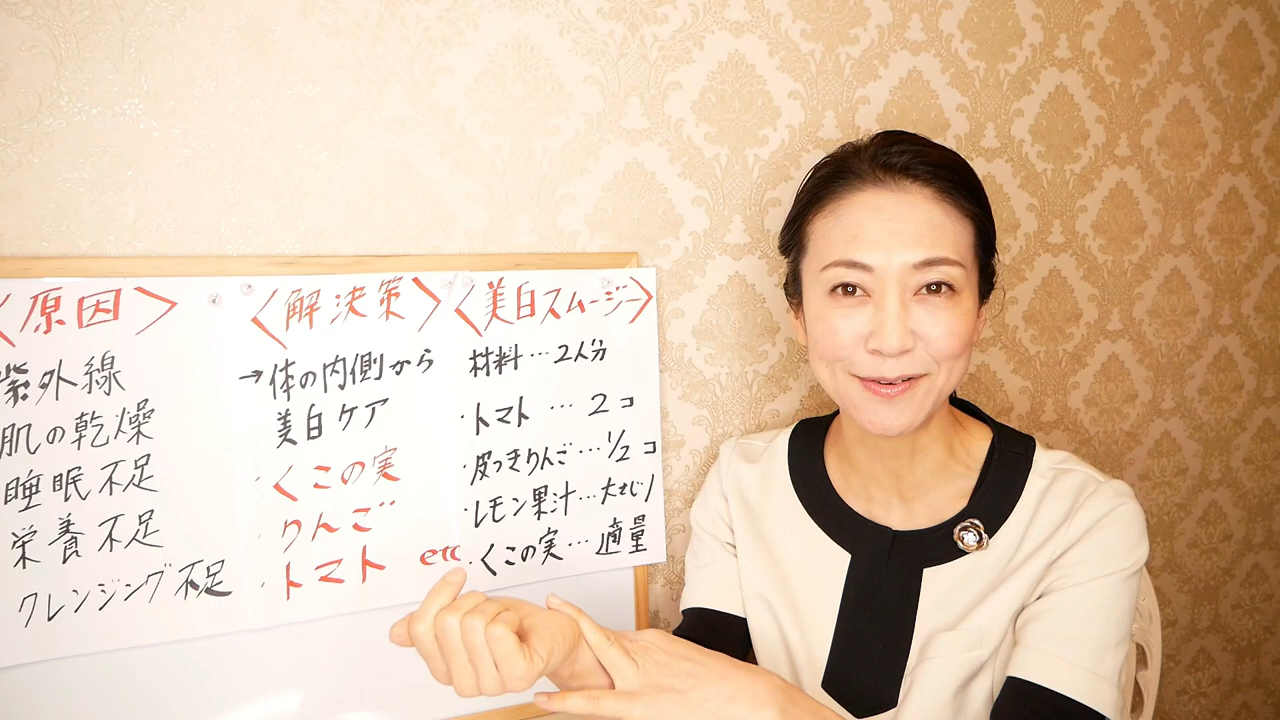 〈原因〉
紫外線
肌の乾燥
睡眠不足
栄養不足
クレンジング不足
〈解決策〉
→体の内側から
美白ケア
・くこの実
・りんご
・トマト etc
〈美白スムージー〉
材料…2人分
・トマト…2コ
・皮つきりんご…1/2コ
・レモン果汁…大さじ1
・くこの実…適量